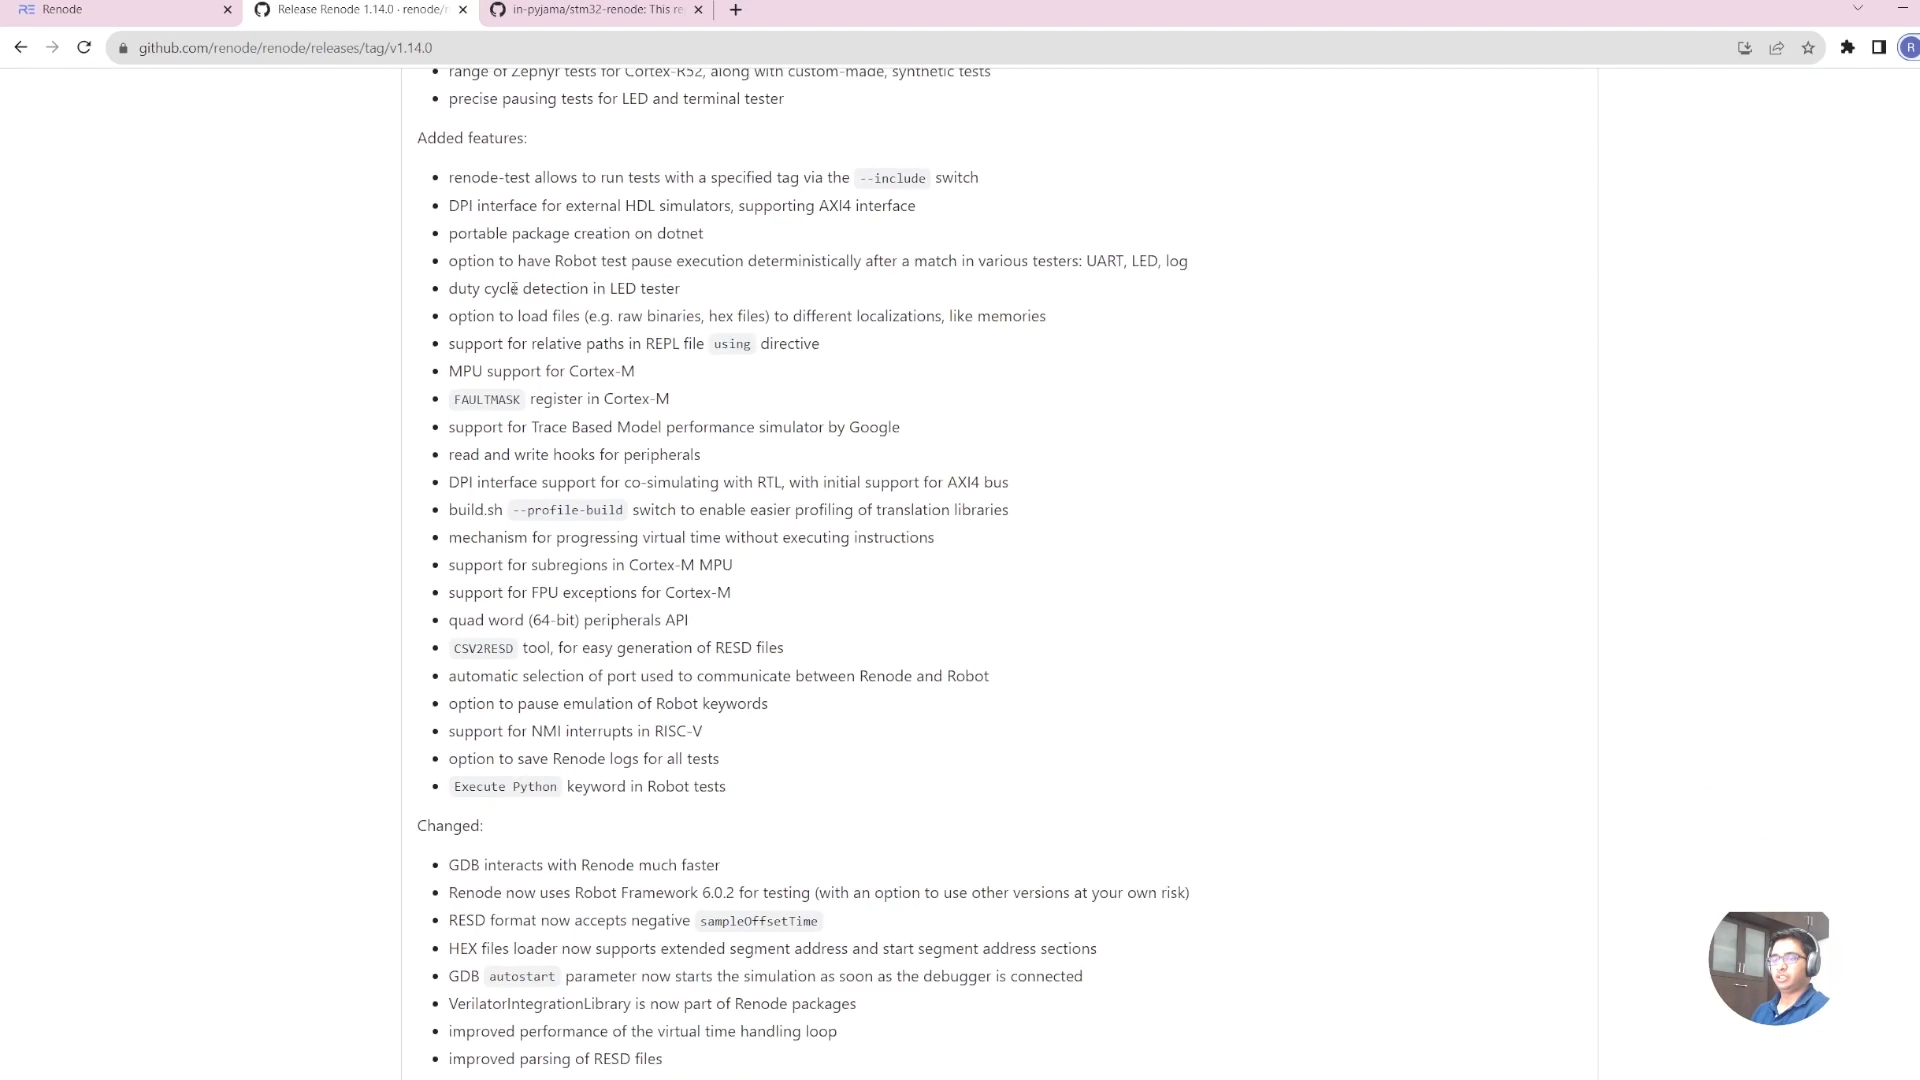 Renode
Release Renode 1.14.0 · renode/r
in-pyjama/stm32-renode: This re
github.com/renode/renode/releases/tag/v1.14.0
R
range of Zephyr tests for Cortex-R52, along with custom-made, synthetic tests
precise pausing tests for LED and terminal tester
Added features:
renode-test allows to run tests with a specified tag via the --include switch
DPI interface for external HDL simulators, supporting AXI4 interface
portable package creation on dotnet
option to have Robot test pause execution deterministically after a match in various testers: UART, LED, log
duty cycle detection in LED tester
option to load files (e.g. raw binaries, hex files) to different localizations, like memories
support for relative paths in REPL file using directive
MPU support for Cortex-M
FAULTMASK register in Cortex-M
support for Trace Based Model performance simulator by Google
read and write hooks for peripherals
DPI interface support for co-simulating with RTL, with initial support for AXI4 bus
build.sh --profile-build switch to enable easier profiling of translation libraries
mechanism for progressing virtual time without executing instructions
support for subregions in Cortex-M MPU
support for FPU exceptions for Cortex-M
quad word (64-bit) peripherals API
CSV2RESD tool, for easy generation of RESD files
automatic selection of port used to communicate between Renode and Robot
option to pause emulation of Robot keywords
support for NMI interrupts in RISC-V
option to save Renode logs for all tests
Execute Python keyword in Robot tests
Changed:
GDB interacts with Renode much faster
Renode now uses Robot Framework 6.0.2 for testing (with an option to use other versions at your own risk)
RESD format now accepts negative sampleOffsetTime
HEX files loader now supports extended segment address and start segment address sections
GDB autostart parameter now starts the simulation as soon as the debugger is connected
VerilatorIntegrationLibrary is now part of Renode packages
improved performance of the virtual time handling loop
improved parsing of RESD files